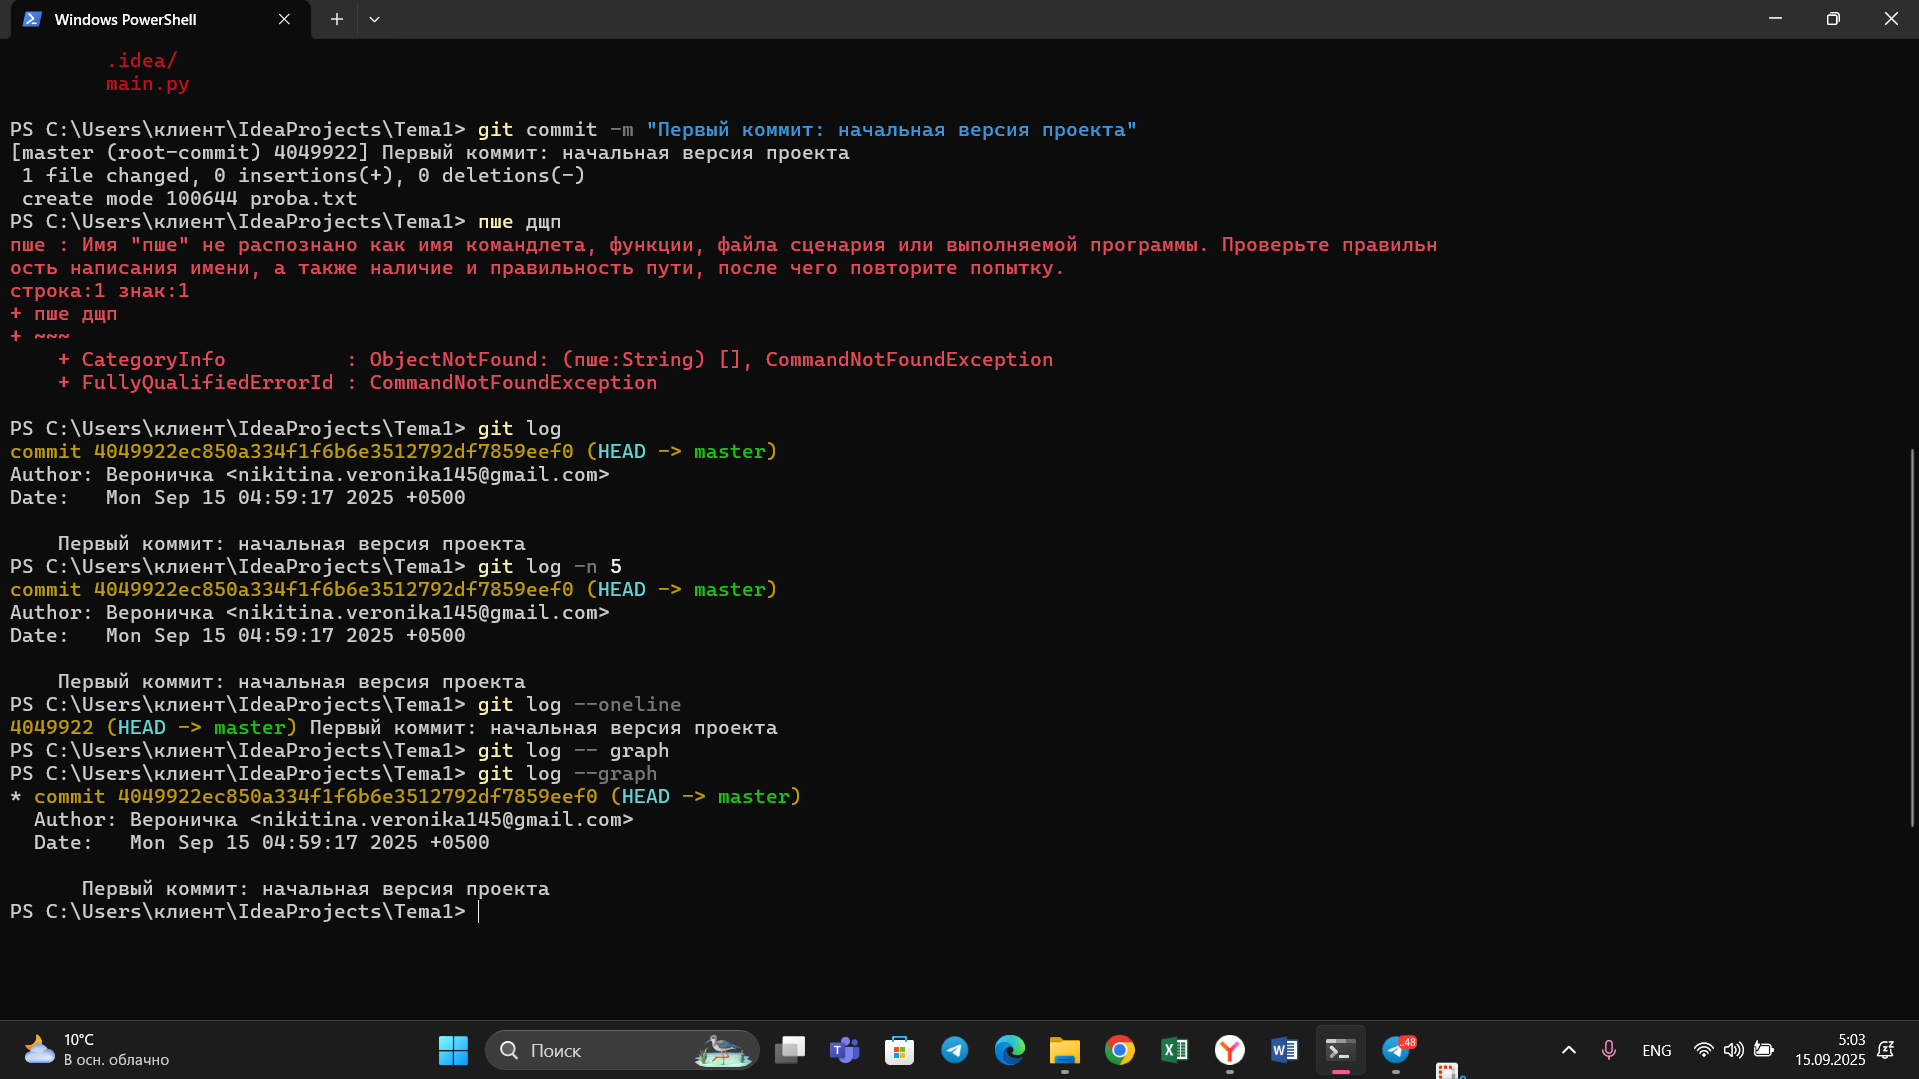 Windows PowerShell
.idea/
main.py
PS C:\Users\клиент\IdeaProjects\Tema1> git commit -m "Первый коммит: начальная версия проекта"
[master (root-commit) 4049922] Первый коммит: начальная версия проекта
1 file changed, 0 insertions(+), 0 deletions(-)
create mode 100644 proba.txt
PS C:\Users\клиент\IdeaProjects\Tema1> пше дщп
пше : Имя "пше" не распознано как имя командлета, функции, файла сценария или выполняемой программы. Проверьте правильн
ость написания имени, а также наличие и правильность пути, после чего повторите попытку.
строка:1 знак:1
+ пше дщп
+ ~~~
+ CategoryInfo          : ObjectNotFound: (пше:String) [], CommandNotFoundException
+ FullyQualifiedErrorId : CommandNotFoundException
PS C:\Users\клиент\IdeaProjects\Tema1> git log
commit 4049922ec850a334f1f6b6e3512792df7859eef0 (HEAD -> master)
Author: Вероничка <nikitina.veronika145@gmail.com>
Date:   Mon Sep 15 04:59:17 2025 +0500
Первый коммит: начальная версия проекта
PS C:\Users\клиент\IdeaProjects\Tema1> git log -n 5
commit 4049922ec850a334f1f6b6e3512792df7859eef0 (HEAD -> master)
Author: Вероничка <nikitina.veronika145@gmail.com>
Date:   Mon Sep 15 04:59:17 2025 +0500
Первый коммит: начальная версия проекта
PS C:\Users\клиент\IdeaProjects\Tema1> git log --oneline
4049922 (HEAD -> master) Первый коммит: начальная версия проекта
PS C:\Users\клиент\IdeaProjects\Tema1> git log -- graph
PS C:\Users\клиент\IdeaProjects\Tema1> git log --graph
* commit 4049922ec850a334f1f6b6e3512792df7859eef0 (HEAD -> master)
Author: Вероничка <nikitina.veronika145@gmail.com>
Date:   Mon Sep 15 04:59:17 2025 +0500
Первый коммит: начальная версия проекта
PS C:\Users\клиент\IdeaProjects\Tema1>
10°C
В осн. облачно
Поиск
48
ENG
5:03
15.09.2025